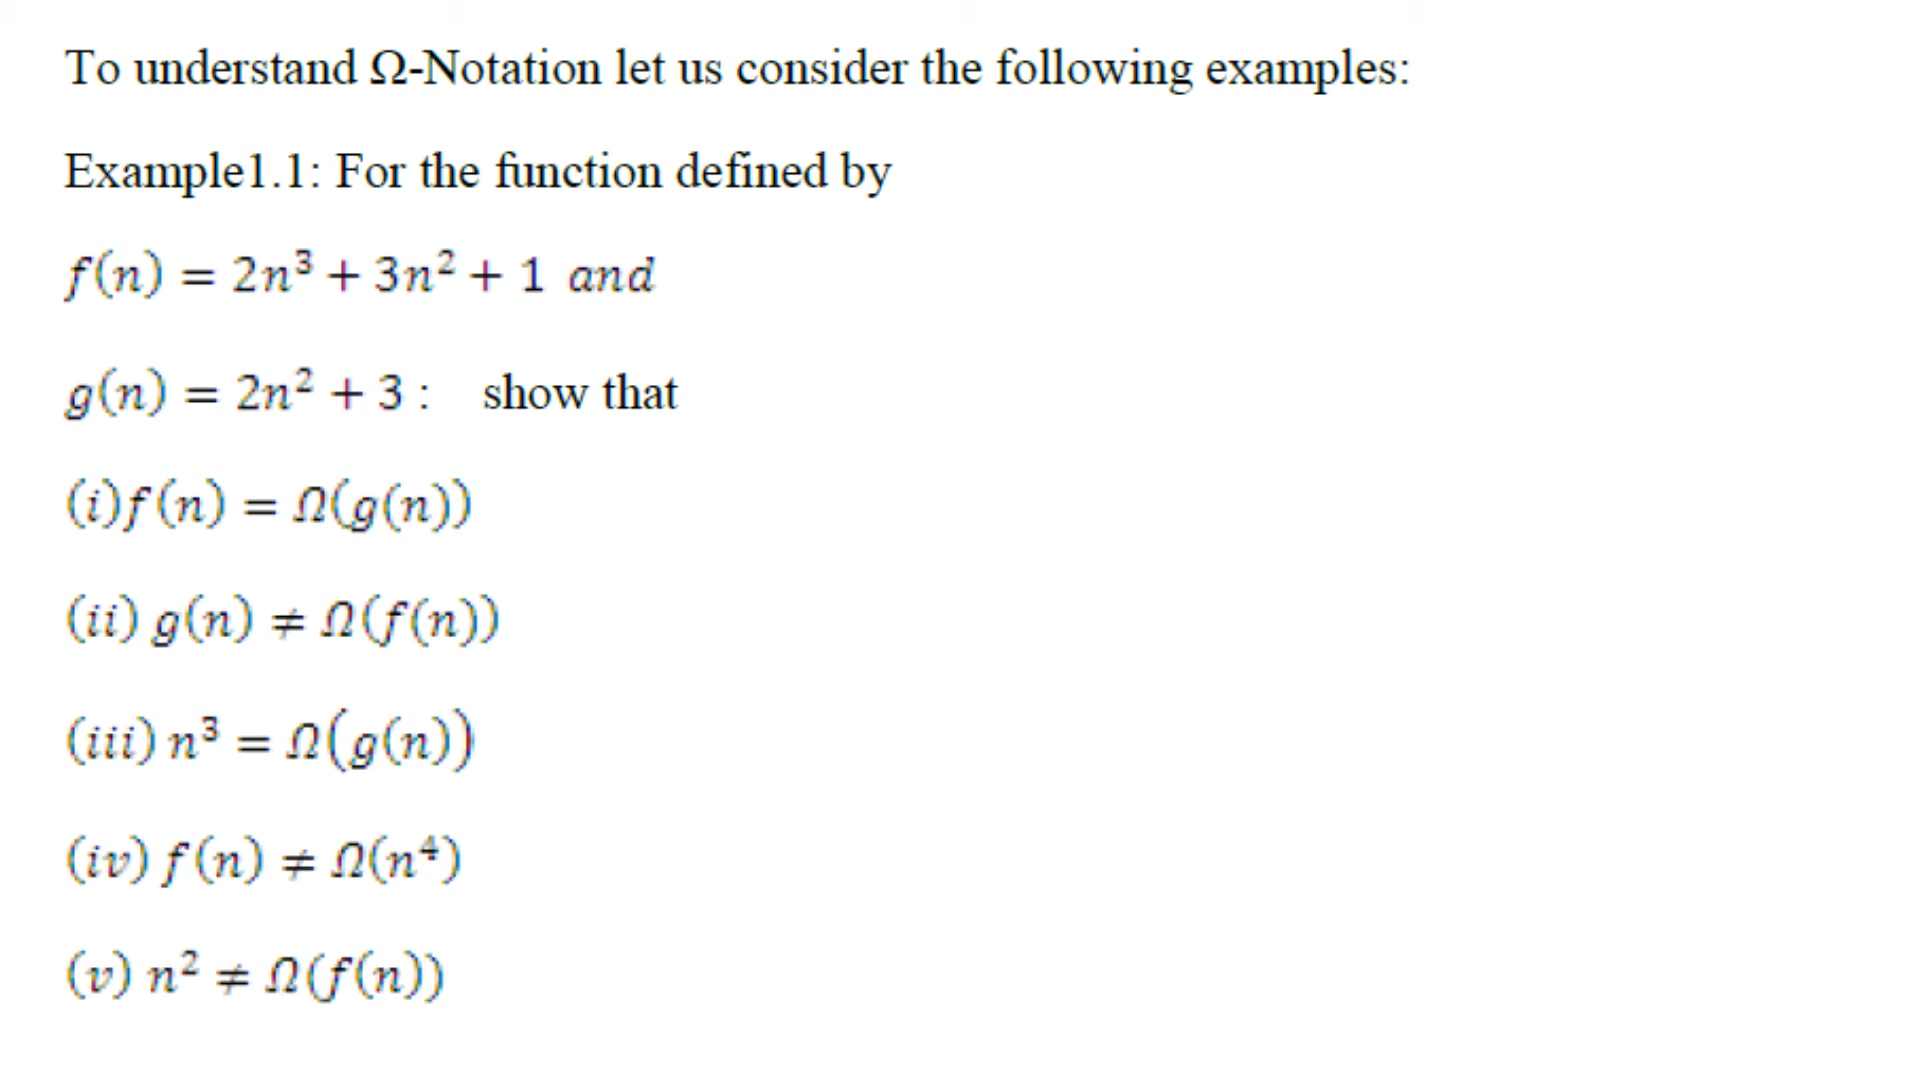 To understand Ω-Notation let us consider the following examples:
Example1.1: For the function defined by
f(n) = 2n³ + 3n² + 1 and
g(n) = 2n² + 3 : show that
(i)f(n) = Ω(g(n))
(ii) g(n) ≠ Ω(f(n))
(iii) n³ = Ω(g(n))
(iv) f(n) ≠ Ω(n⁴)
(v) n² ≠ Ω(f(n))